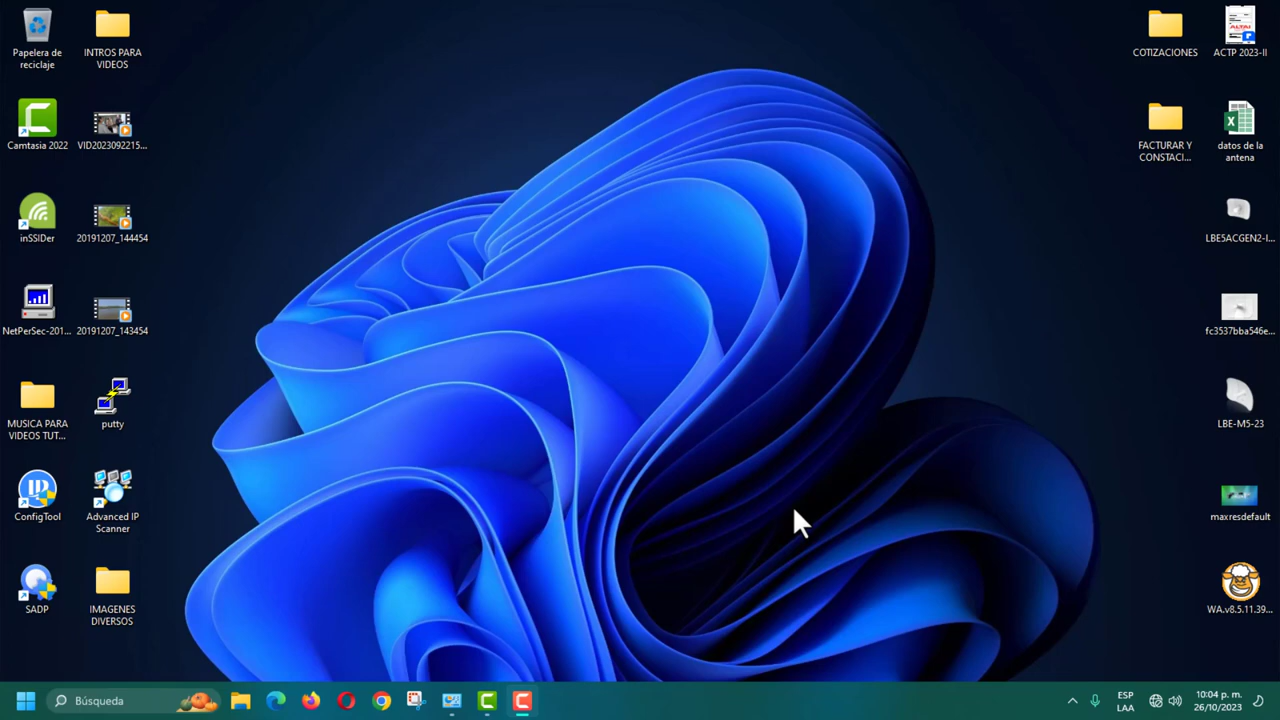 Papelera de
reciclaje
INTROS PARA
VIDEOS
Camtasia 2022
VID2023092215...
inSSIDer
20191207_144454
NetPerSec-201...
20191207_143454
MUSICA PARA
VIDEOS TUT...
putty
ConfigTool
Advanced IP
Scanner
SADP
IMAGENES
DIVERSOS
COTIZACIONES
ACTP 2023-II
FACTURAR Y
CONSTACI...
datos de la
antena
LBE5ACGEN2-I...
fc3537bba546e...
LBE-M5-23
maxresdefault
WA.v8.5.11.39...
Búsqueda
ESP
LAA
10:04 p. m.
26/10/2023